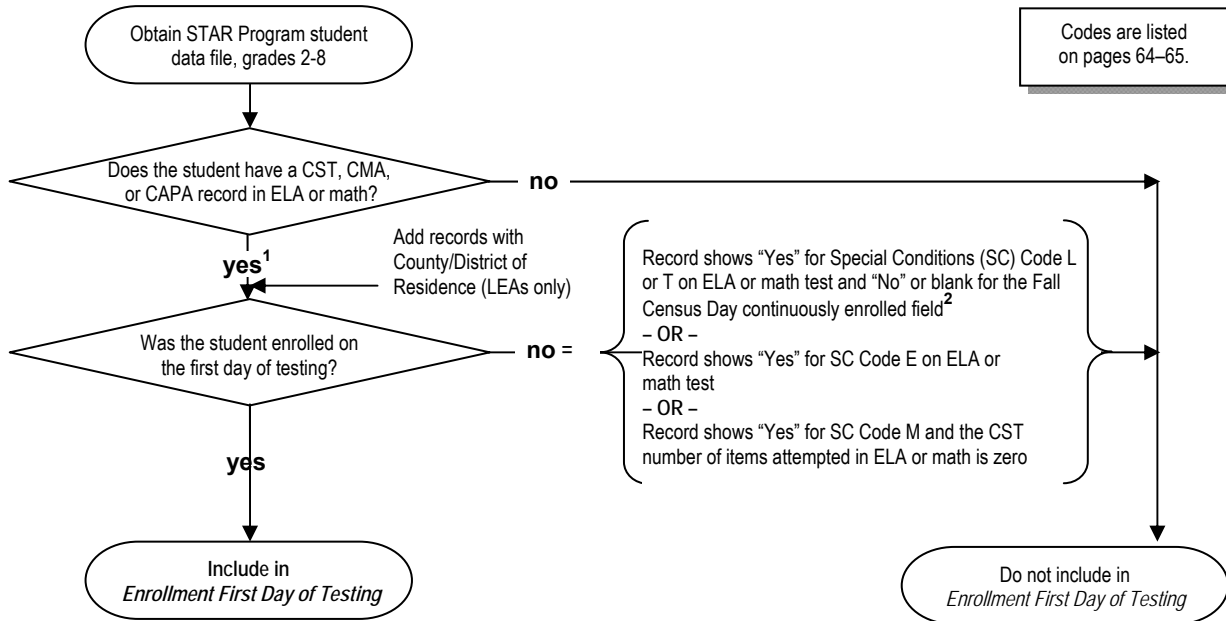 Obtain STAR Program student
data file, grades 2-8
Codes are listed
on pages 64–65.
Does the student have a CST, CMA,
or CAPA record in ELA or math?
no
yes1
Add records with
County/District of
Residence (LEAs only)
Was the student enrolled on
the first day of testing?
no =
Record shows “Yes” for Special Conditions (SC) Code L
or T on ELA or math test and “No” or blank for the Fall
Census Day continuously enrolled field2
– OR –
Record shows “Yes” for SC Code E on ELA or
math test
– OR –
Record shows “Yes” for SC Code M and the CST
number of items attempted in ELA or math is zero
yes
Include in
Enrollment First Day of Testing
Do not include in
Enrollment First Day of Testing